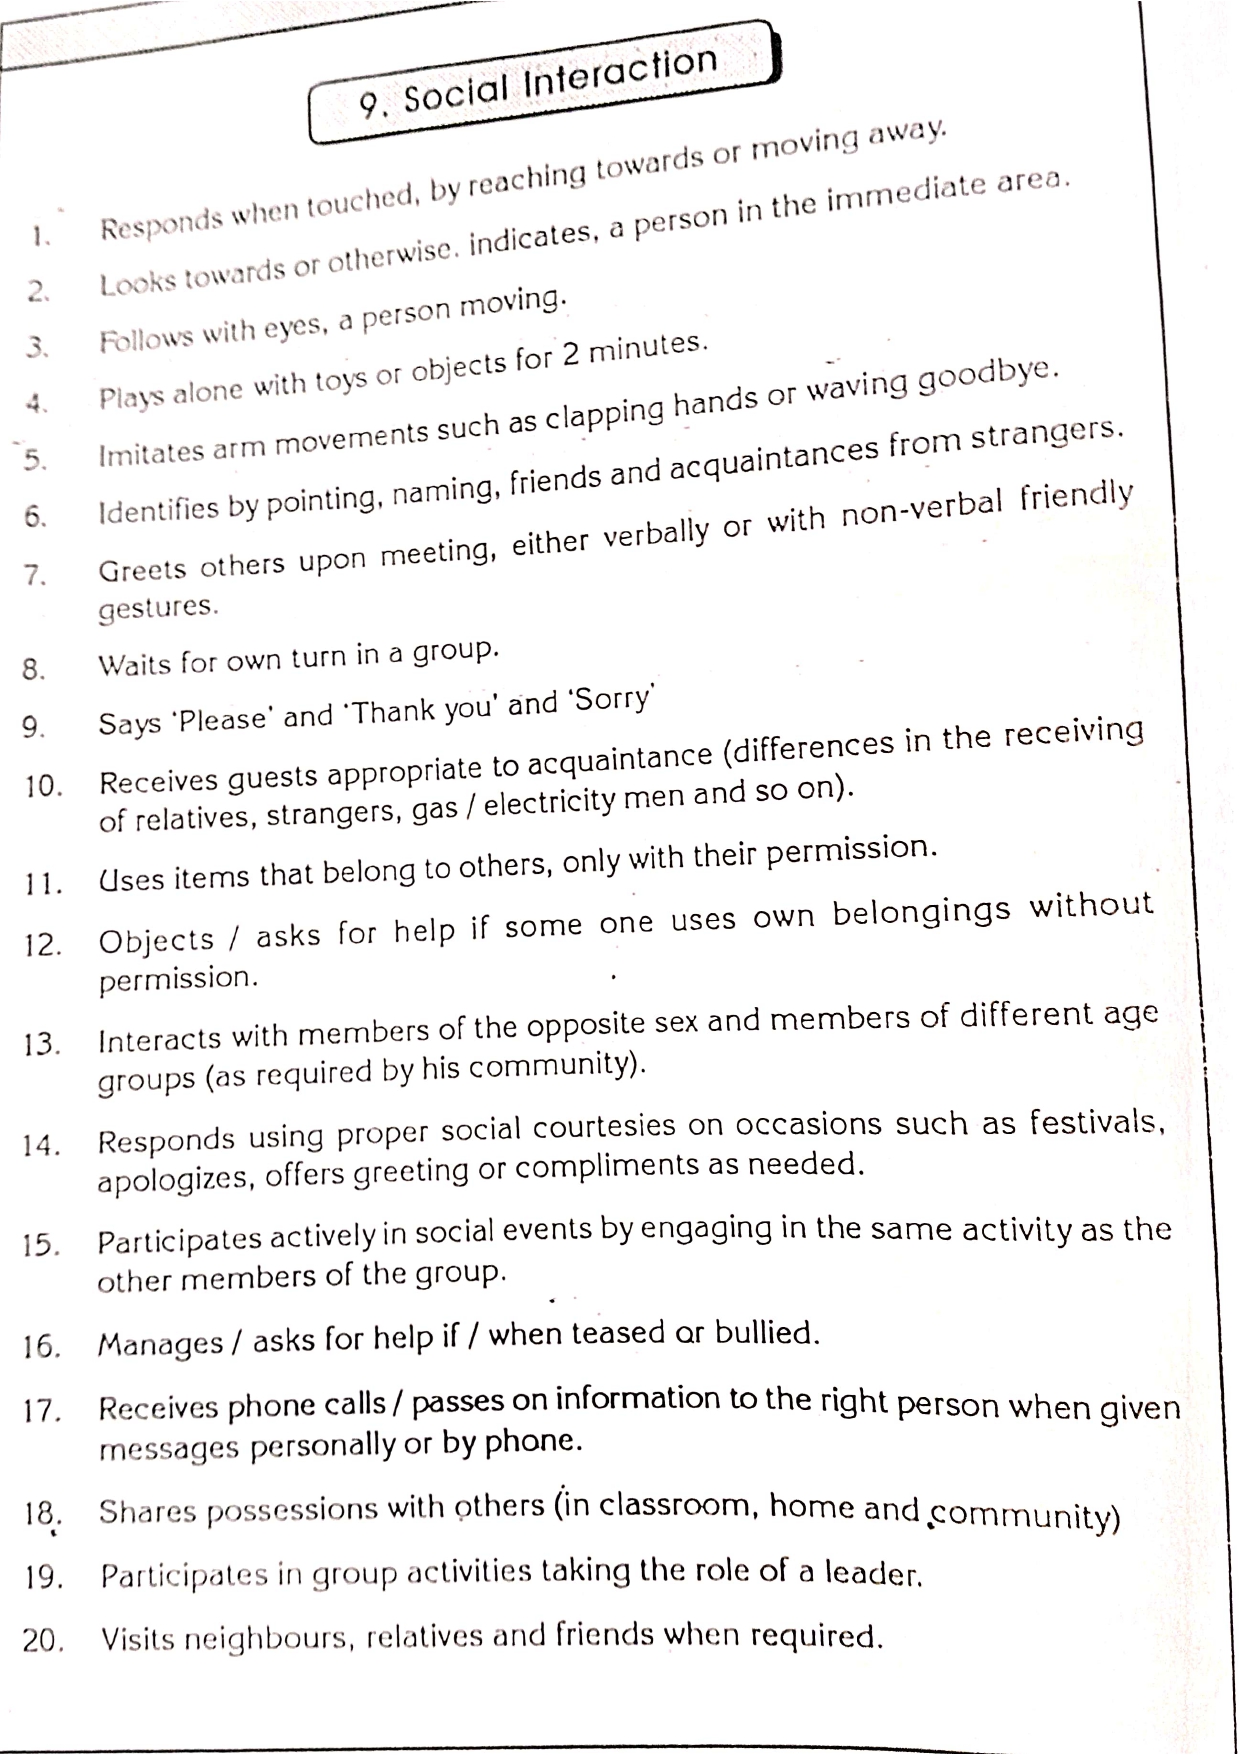 9. Social Interaction
1. Responds when touched, by reaching towards or moving away.
2. Looks towards or otherwise. indicates, a person in the immediate area.
3. Follows with eyes, a person moving.
4. Plays alone with toys or objects for 2 minutes.
5. Imitates arm movements such as clapping hands or waving goodbye.
6. Identifies by pointing, naming, friends and acquaintances from strangers.
7. Greets others upon meeting, either verbally or with non-verbal friendly
gestures.
8. Waits for own turn in a group.
9. Says 'Please' and 'Thank you' and 'Sorry'
10. Receives guests appropriate to acquaintance (differences in the receiving
of relatives, strangers, gas / electricity men and so on).
11. Uses items that belong to others, only with their permission.
12. Objects / asks for help if some one uses own belongings without
permission.
13. Interacts with members of the opposite sex and members of different age
groups (as required by his community).
14. Responds using proper social courtesies on occasions such as festivals,
apologizes, offers greeting or compliments as needed.
15. Participates actively in social events by engaging in the same activity as the
other members of the group.
16. Manages / asks for help if / when teased or bullied.
17. Receives phone calls / passes on information to the right person when given
messages personally or by phone.
18. Shares possessions with others (in classroom, home and community)
19. Participates in group activities taking the role of a leader.
20. Visits neighbours, relatives and friends when required.